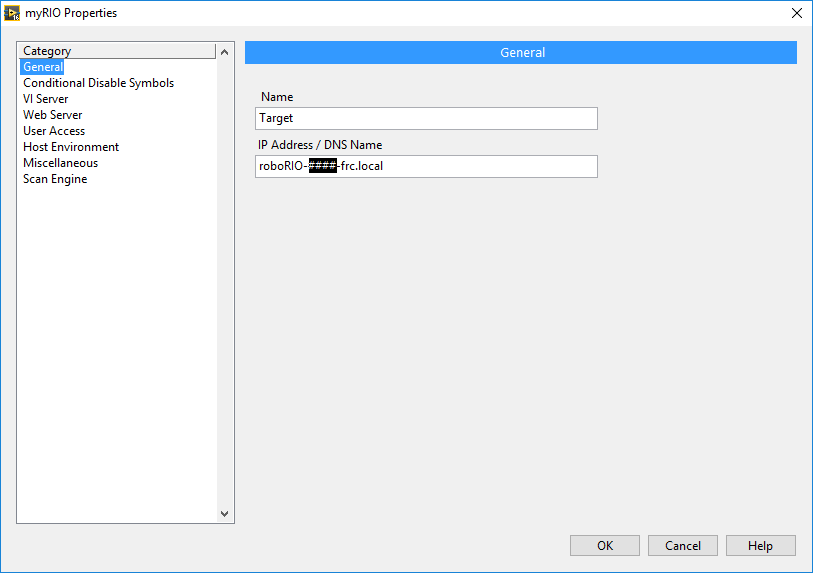 myRIO Properties
Category
General
Conditional Disable Symbols
VI Server
Web Server
User Access
Host Environment
Miscellaneous
Scan Engine
General
Name
Target
IP Address / DNS Name
roboRIO-####-frc.local
OK Cancel Help